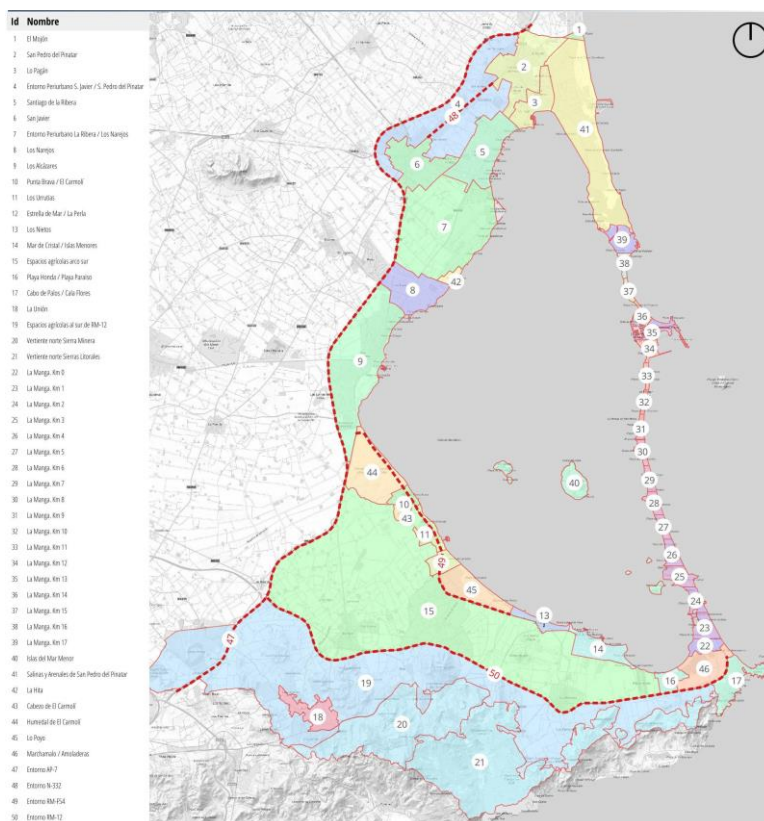 Id Nombre
1 El Mojón
2 San Pedro del Pinatar
3 Lo Pagán
4 Entorno Periurbano S. Javier / S. Pedro del Pinatar
5 Santiago de la Ribera
6 San Javier
7 Entorno Periurbano La Ribera / Los Narejos
8 Los Narejos
9 Los Alcázares
10 Punta Brava / El Carmolí
11 Los Urrutias
12 Estrella de Mar / La Perla
13 Los Nietos
14 Mar de Cristal / Islas Menores
15 Espacios agrícolas arco sur
16 Playa Honda / Playa Paraíso
17 Cabo de Palos / Cala Flores
18 La Unión
19 Espacios agrícolas al sur de RM-12
20 Vertiente norte Sierra Minera
21 Vertiente norte Sierras Litorales
22 La Manga. Km 0
23 La Manga. Km 1
24 La Manga. Km 2
25 La Manga. Km 3
26 La Manga. Km 4
27 La Manga. Km 5
28 La Manga. Km 6
29 La Manga. Km 7
30 La Manga. Km 8
31 La Manga. Km 9
32 La Manga. Km 10
33 La Manga. Km 11
34 La Manga. Km 12
35 La Manga. Km 13
36 La Manga. Km 14
37 La Manga. Km 15
38 La Manga. Km 16
39 La Manga. Km 17
40 Islas del Mar Menor
41 Salinas y Arenales de San Pedro del Pinatar
42 La Hita
43 Cabezo de El Carmolí
44 Humetal de El Carmolí
45 Lo Poyo
46 Marchamalo / Amoladeras
47 Entorno AP-7
48 Entorno N-332
49 Entorno RM-F54
50 Entorno RM-12
1
2
3
4
48
41
5
6
7
39
38
42
8
37
36
35
34
9
33
32
31
30
44
40
29
10
28
43
11
27
49
26
25
45
24
15
13
23
47
14
22
50
46
19
16
17
18
20
21